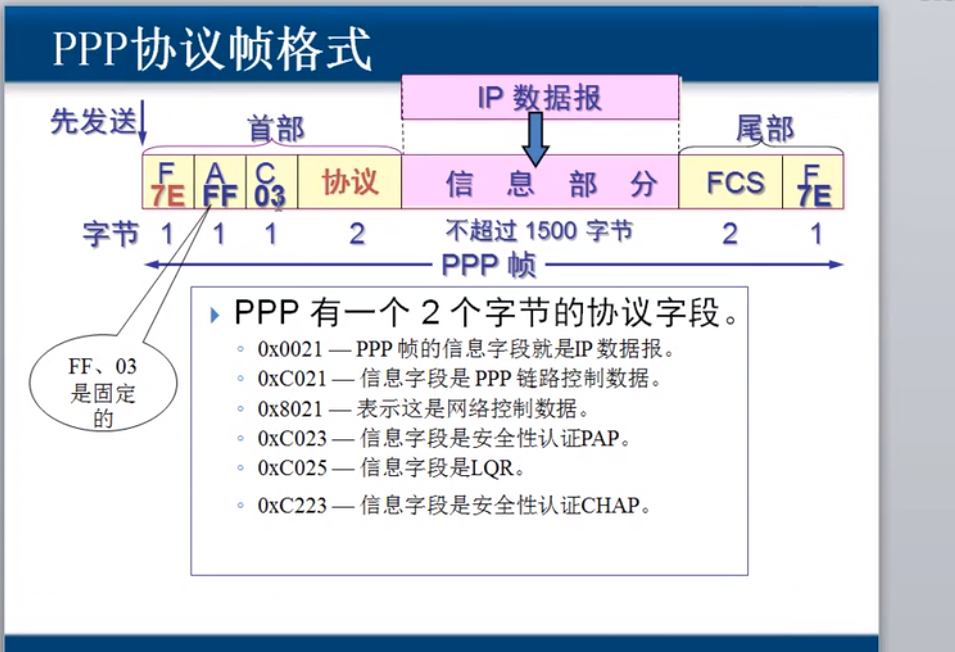 PPP协议帧格式
IP 数据报
先发送
首部
尾部
F A C 协议 信息部分 FCS F
7E FF 03 7E
字节 1 1 1 2 不超过 1500 字节 2 1
PPP 帧
PPP 有一个 2 个字节的协议字段。
0x0021 — PPP 帧的信息字段就是IP 数据报。
0xC021 — 信息字段是 PPP 链路控制数据。
0x8021 — 表示这是网络控制数据。
0xC023 — 信息字段是安全性认证PAP。
0xC025 — 信息字段是LQR。
0xC223 — 信息字段是安全性认证CHAP。
FF、03
是固定
的